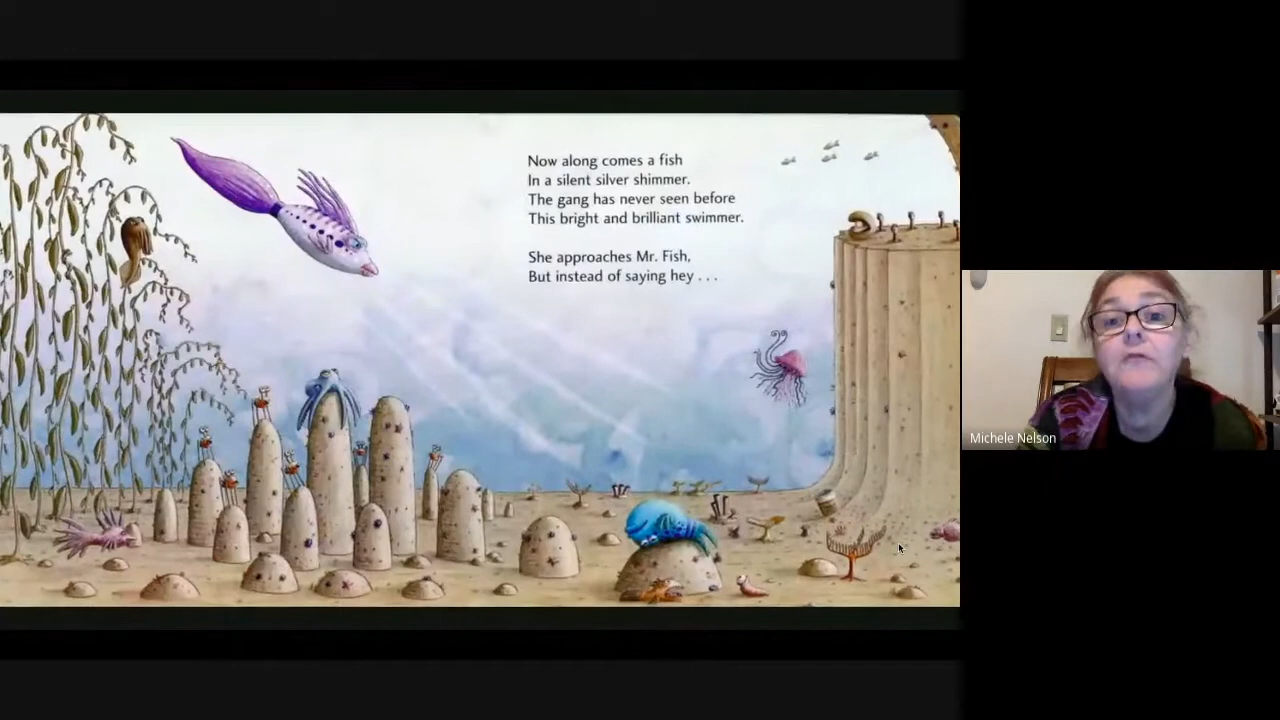 Now along comes a fish
In a silent silver shimmer.
The gang has never seen before
This bright and brilliant swimmer.
She approaches Mr. Fish,
But instead of saying hey . . .
Michele Nelson